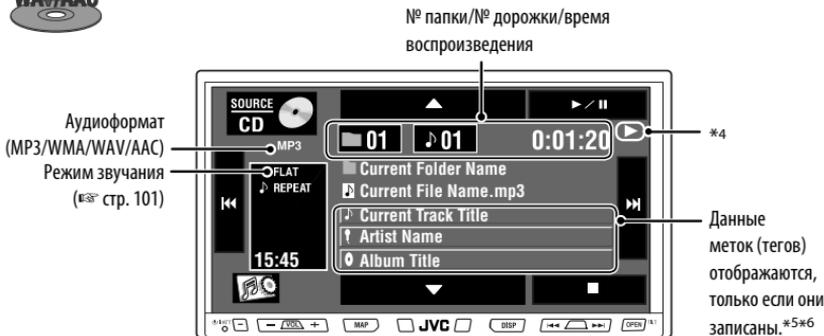 WAV/AAC
№ папки/№ дорожки/время
воспроизведения
Аудиоформат
(MP3/WMA/WAV/AAC)
Режим звучания
(☞ стр. 101)
SOURCE
CD
MP3
FLAT
♪ REPEAT
15:45
01 ♪ 01 0:01:20
*4
Current Folder Name
Current File Name.mp3
Current Track Title
Artist Name
Album Title
Данные
меток (тегов)
отображаются,
только если они
записаны.*5*6
− VOL + MAP JVC DISP OPEN